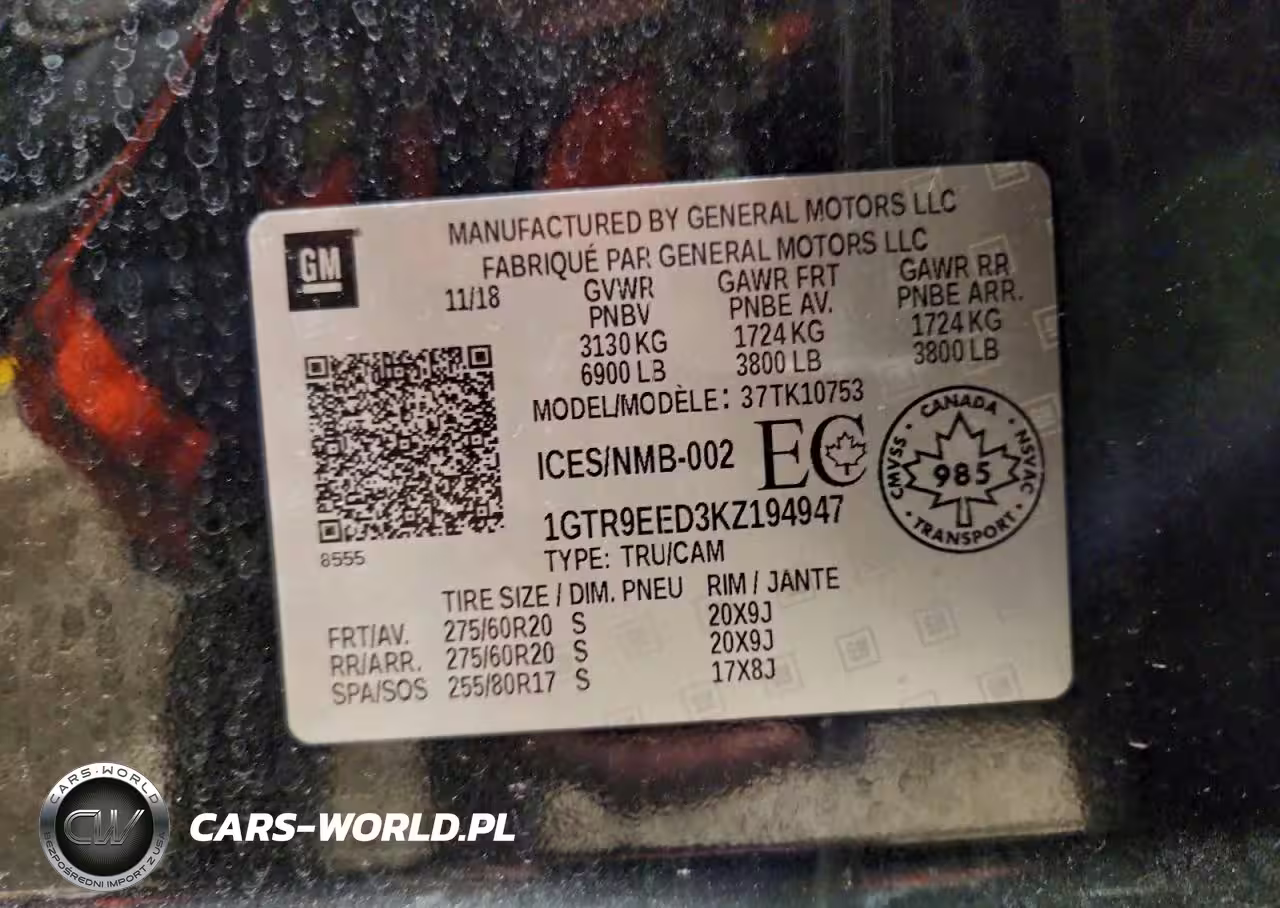 MANUFACTURED BY GENERAL MOTORS LLC
FABRIQUÉ PAR GENERAL MOTORS LLC
GM
11/18
GVWR GAWR FRT GAWR RR
PNBV PNBE AV. PNBE ARR.
3130 KG 1724 KG 1724 KG
6900 LB 3800 LB 3800 LB
MODEL/MODÈLE: 37TK10753
ICES/NMB-002 EC
CANADA
CMVSS 985 NSVAC
TRANSPORT
1GTR9EED3KZ194947
8555
TYPE: TRU/CAM
TIRE SIZE / DIM. PNEU RIM / JANTE
FRT/AV. 275/60R20 S 20X9J
RR/ARR. 275/60R20 S 20X9J
SPA/SOS 255/80R17 S 17X8J
CARS-WORLD
CW
BEZPOŚREDNI IMPORT Z USA
CARS-WORLD.PL